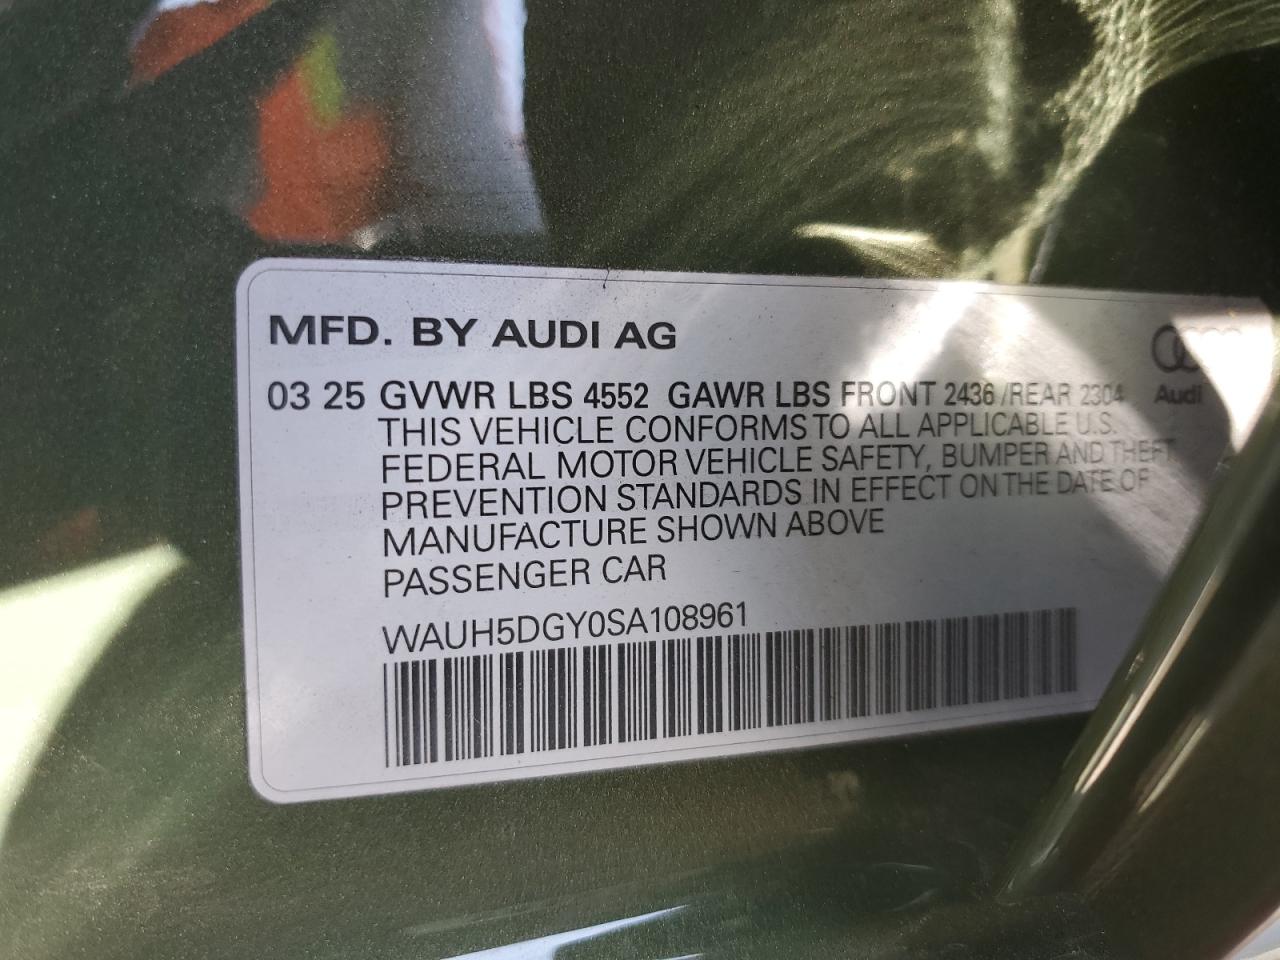 MFD. BY AUDI AG
03 25 GVWR LBS 4552 GAWR LBS FRONT 2436 /REAR 2304
Audi
THIS VEHICLE CONFORMS TO ALL APPLICABLE U.S.
FEDERAL MOTOR VEHICLE SAFETY, BUMPER AND THEFT
PREVENTION STANDARDS IN EFFECT ON THE DATE OF
MANUFACTURE SHOWN ABOVE
PASSENGER CAR
WAUH5DGY0SA108961